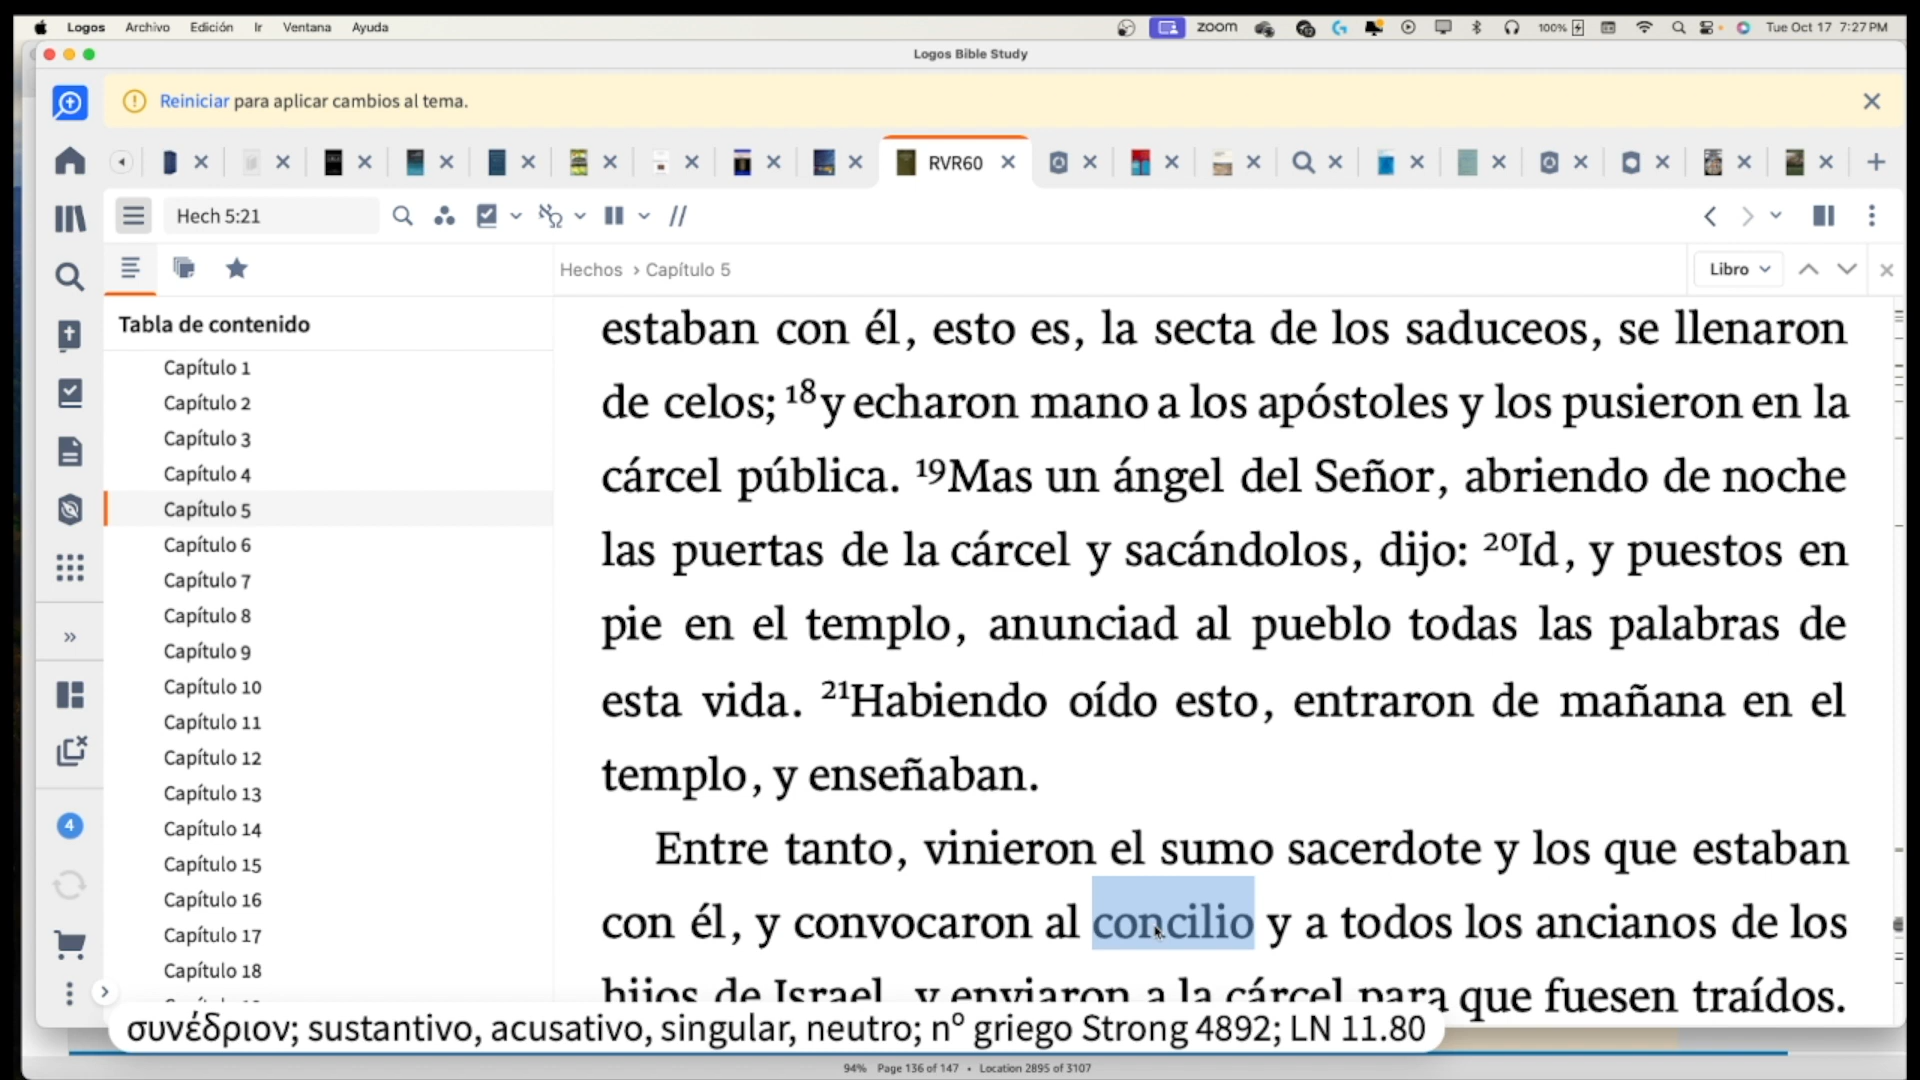 Logos Archivo Edición Ir Ventana Ayuda
zoom 100% Tue Oct 17 7:27 PM
Logos Bible Study
Reiniciar para aplicar cambios al tema.
RVR60
Hech 5:21
Hechos › Capítulo 5
Libro
Tabla de contenido
Capítulo 1
Capítulo 2
Capítulo 3
Capítulo 4
Capítulo 5
Capítulo 6
Capítulo 7
Capítulo 8
Capítulo 9
Capítulo 10
Capítulo 11
Capítulo 12
Capítulo 13
Capítulo 14
Capítulo 15
Capítulo 16
Capítulo 17
Capítulo 18
4
estaban con él, esto es, la secta de los saduceos, se llenaron
de celos; 18y echaron mano a los apóstoles y los pusieron en la
cárcel pública. 19Mas un ángel del Señor, abriendo de noche
las puertas de la cárcel y sacándolos, dijo: 20Id, y puestos en
pie en el templo, anunciad al pueblo todas las palabras de
esta vida. 21Habiendo oído esto, entraron de mañana en el
templo, y enseñaban.
Entre tanto, vinieron el sumo sacerdote y los que estaban
con él, y convocaron al concilio y a todos los ancianos de los
hijos de Israel, y enviaron a la cárcel para que fuesen traídos.
συνέδριον; sustantivo, acusativo, singular, neutro; nº griego Strong 4892; LN 11.80
94% Page 136 of 147 • Location 2895 of 3107